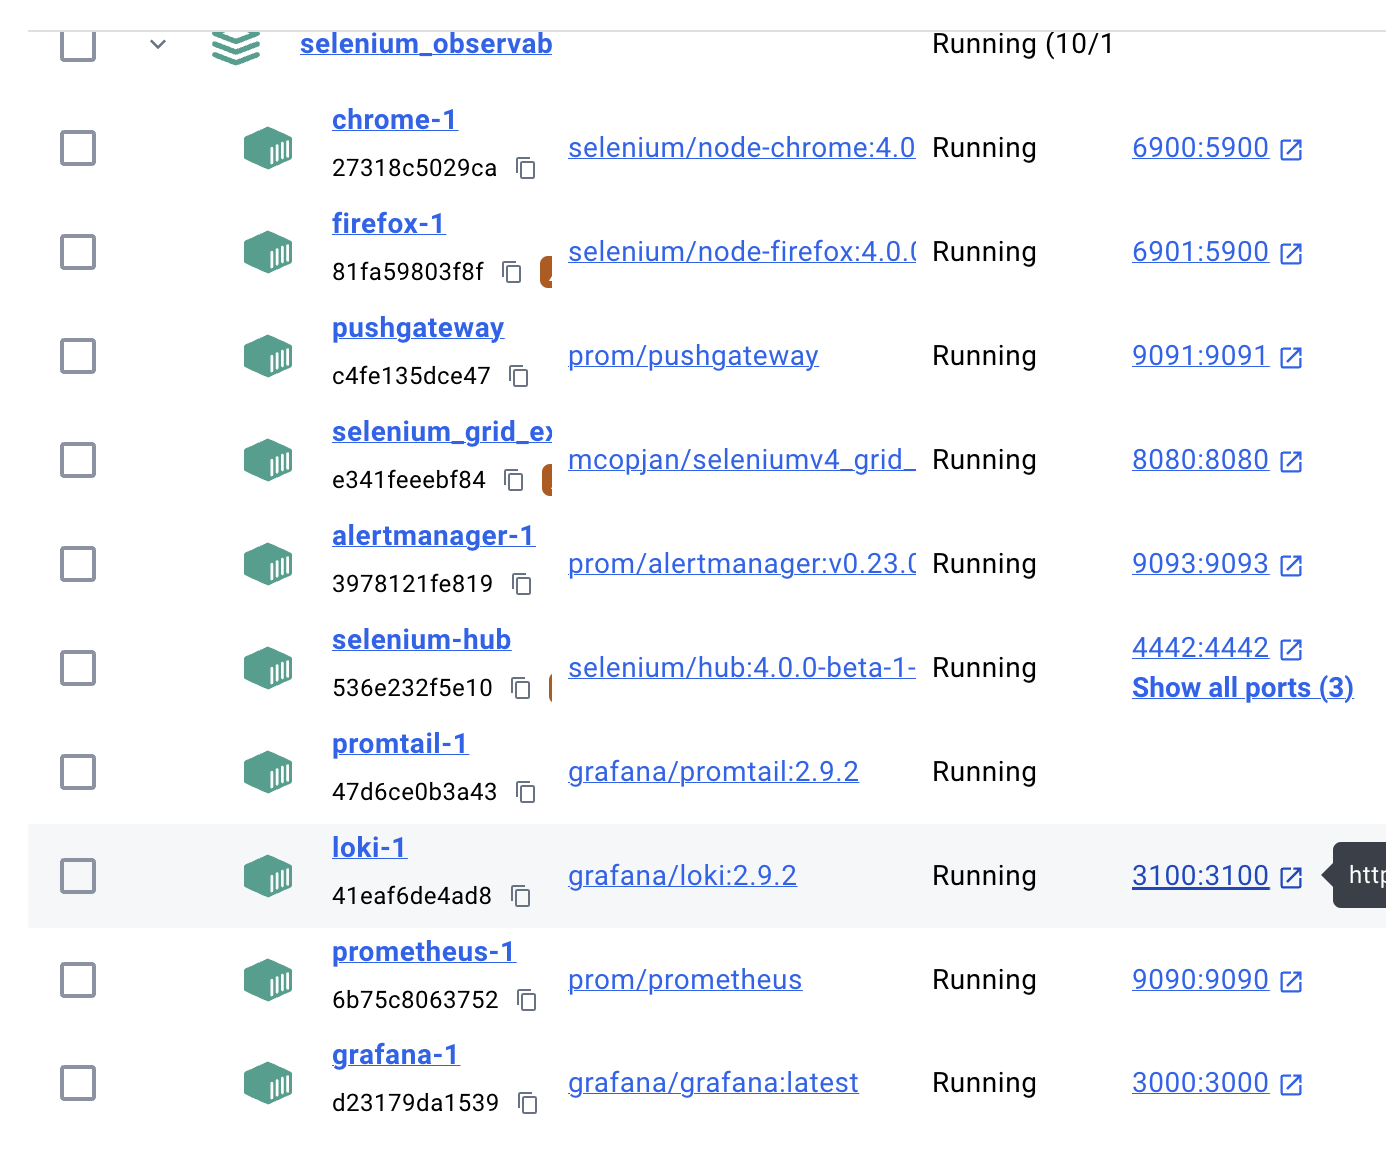 selenium_observab Running (10/1
chrome-1
27318c5029ca selenium/node-chrome:4.0 Running 6900:5900
firefox-1
81fa59803f8f selenium/node-firefox:4.0.0 Running 6901:5900
pushgateway
c4fe135dce47 prom/pushgateway Running 9091:9091
selenium_grid_ex
e341feeebf84 mcopjan/seleniumv4_grid_ Running 8080:8080
alertmanager-1
3978121fe819 prom/alertmanager:v0.23.0 Running 9093:9093
selenium-hub
536e232f5e10 selenium/hub:4.0.0-beta-1- Running 4442:4442
Show all ports (3)
promtail-1
47d6ce0b3a43 grafana/promtail:2.9.2 Running
loki-1
41eaf6de4ad8 grafana/loki:2.9.2 Running 3100:3100 http
prometheus-1
6b75c8063752 prom/prometheus Running 9090:9090
grafana-1
d23179da1539 grafana/grafana:latest Running 3000:3000